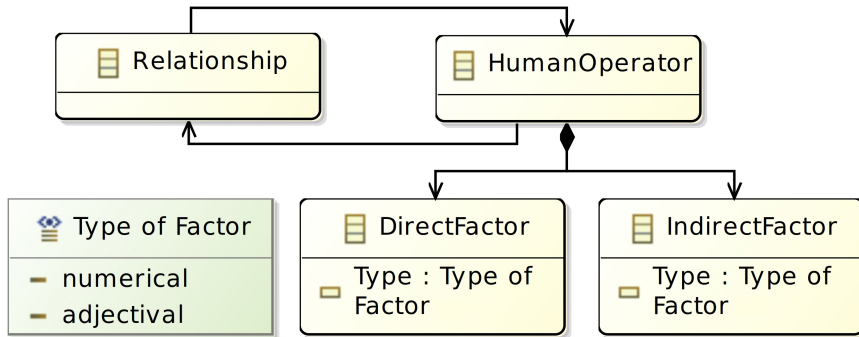 Relationship
HumanOperator
Type of Factor
numerical
adjectival
DirectFactor
Type : Type of
Factor
IndirectFactor
Type : Type of
Factor